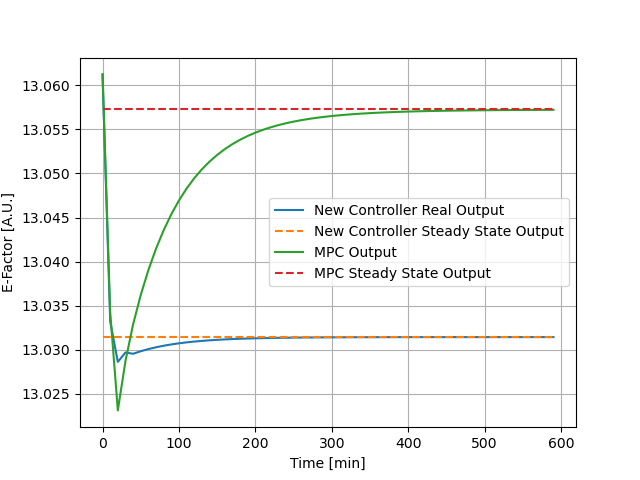 13.060
13.055
13.050
13.045
13.040
13.035
13.030
13.025
E-Factor [A.U.]
New Controller Real Output
New Controller Steady State Output
MPC Output
MPC Steady State Output
0 100 200 300 400 500 600
Time [min]